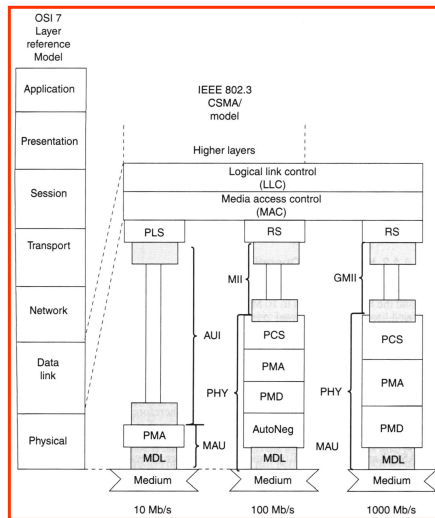 OSI 7
Layer
reference
Model
Application
Presentation
Session
Transport
Network
Data
link
Physical
IEEE 802.3
CSMA/
model
Higher layers
Logical link control
(LLC)
Media access control
(MAC)
PLS
AUI
PMA
MAU
MDL
Medium
10 Mb/s
RS
MII
PHY
PCS
PMA
PMD
AutoNeg
MDL
Medium
100 Mb/s
RS
GMII
PHY
MAU
PCS
PMA
PMD
MDL
Medium
1000 Mb/s